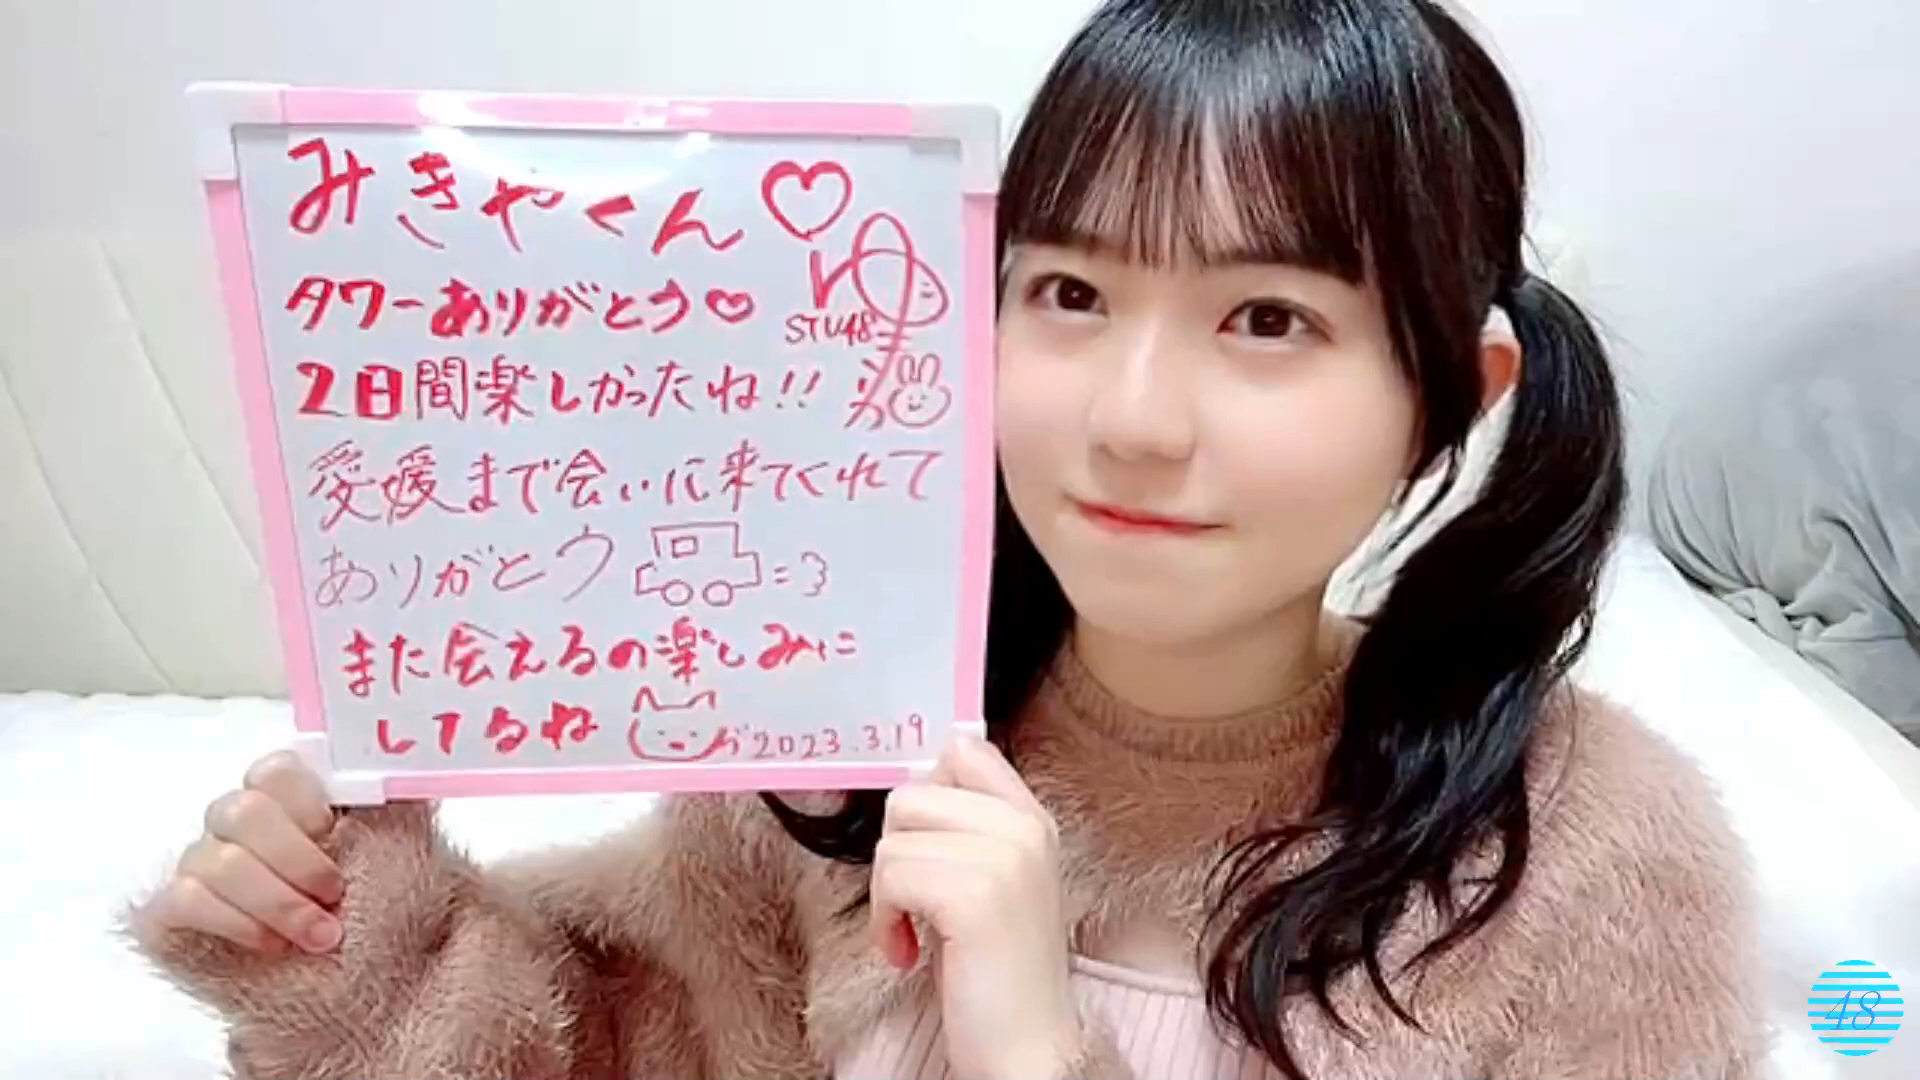 みきやくん♡
タワーありがとう♡
STU48
2日間楽しかったね!!
愛媛まで会いに来てくれて
ありがとう
また会えるの楽しみに
してるね
2023.3.19
48